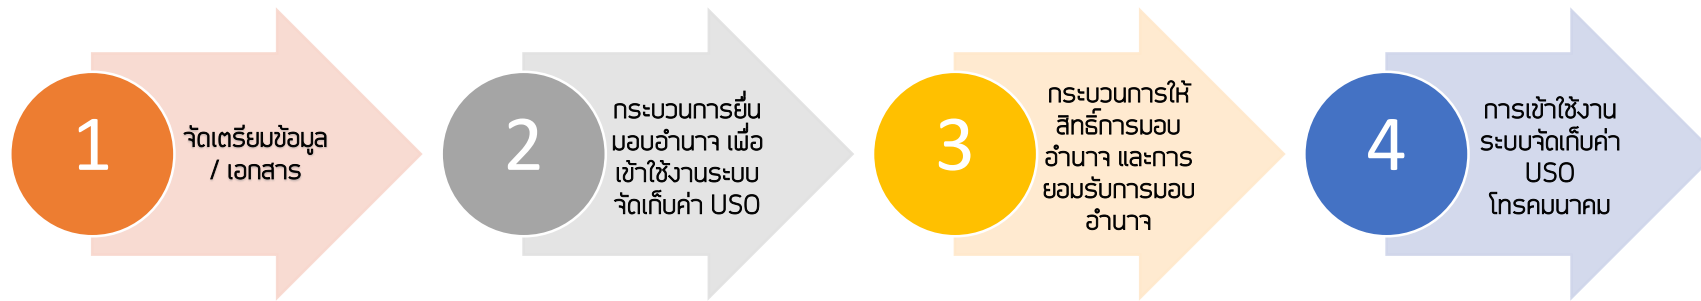 1
จัดเตรียมข้อมูล
/ เอกสาร
2
กระบวนการยื่น
มอบอำนาจ เพื่อ
เข้าใช้งานระบบ
จัดเก็บค่า USO
3
กระบวนการให้
สิทธิ์การมอบ
อำนาจ และการ
ยอมรับการมอบ
อำนาจ
4
การเข้าใช้งาน
ระบบจัดเก็บค่า
USO
โทรคมนาคม